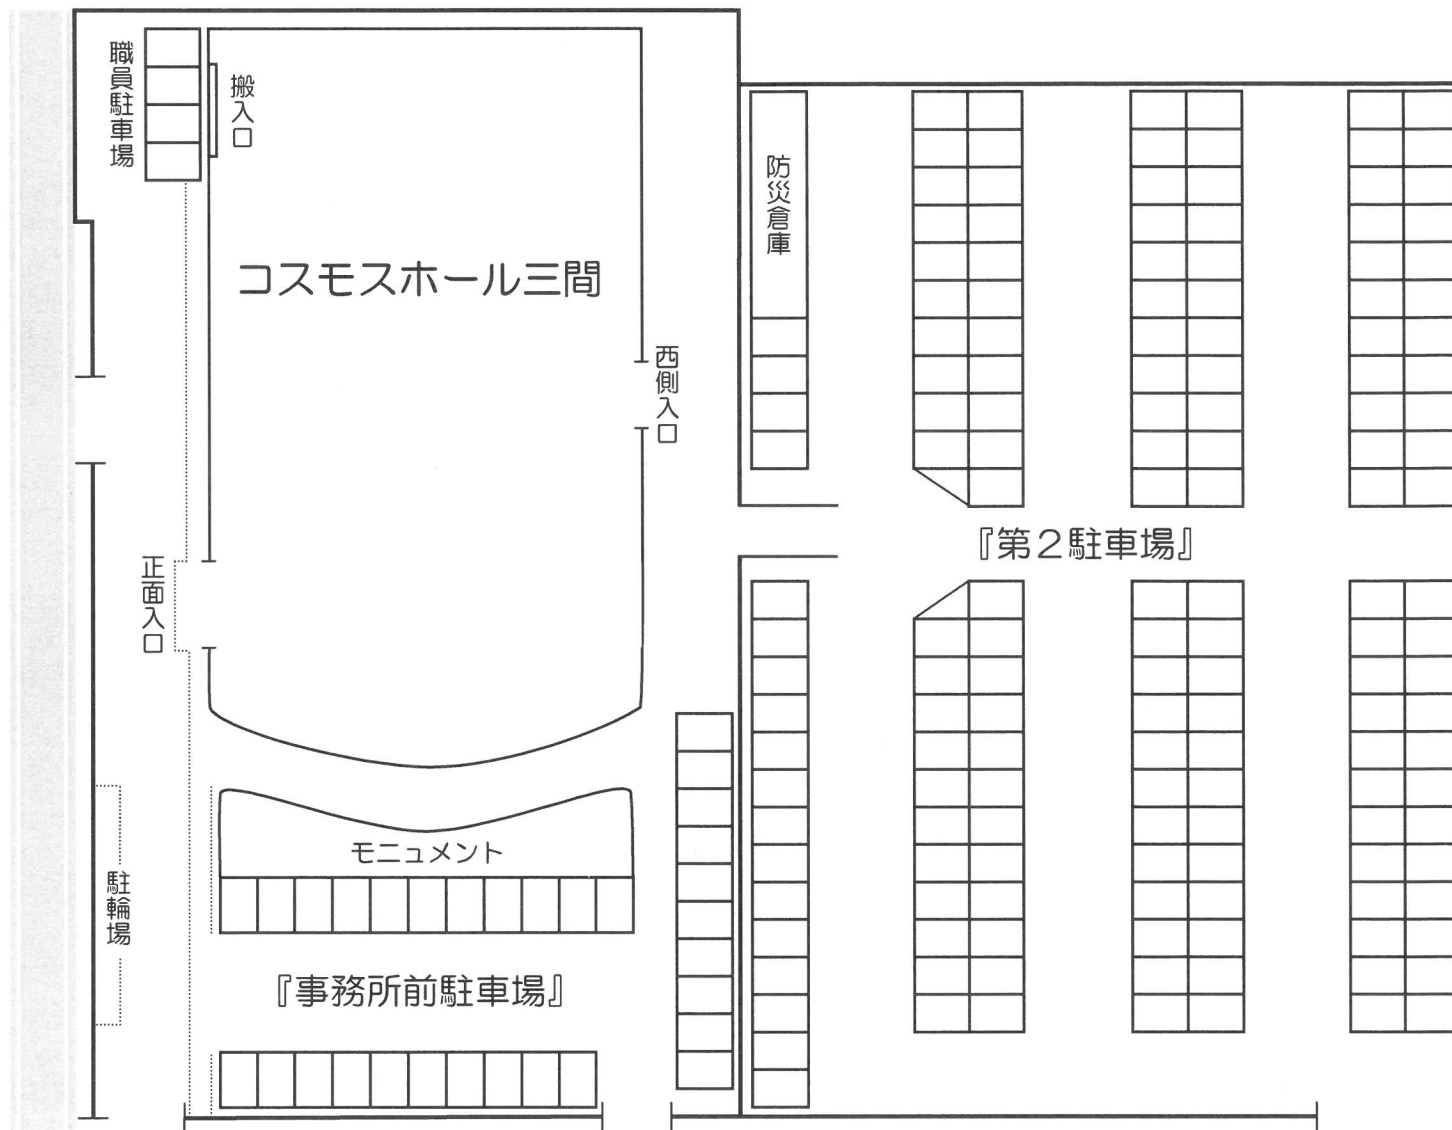 職員駐車場
搬入口
防災倉庫
コスモスホール三間
西側入口
『第2駐車場』
正面入口
モニュメント
駐輪場
『事務所前駐車場』